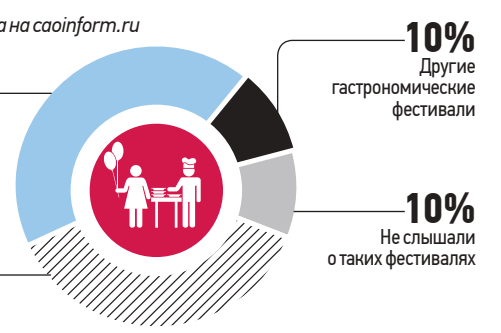 а на caoinform.ru
10%
Другие
гастрономические
фестивали
10%
Не слышали
о таких фестивалях